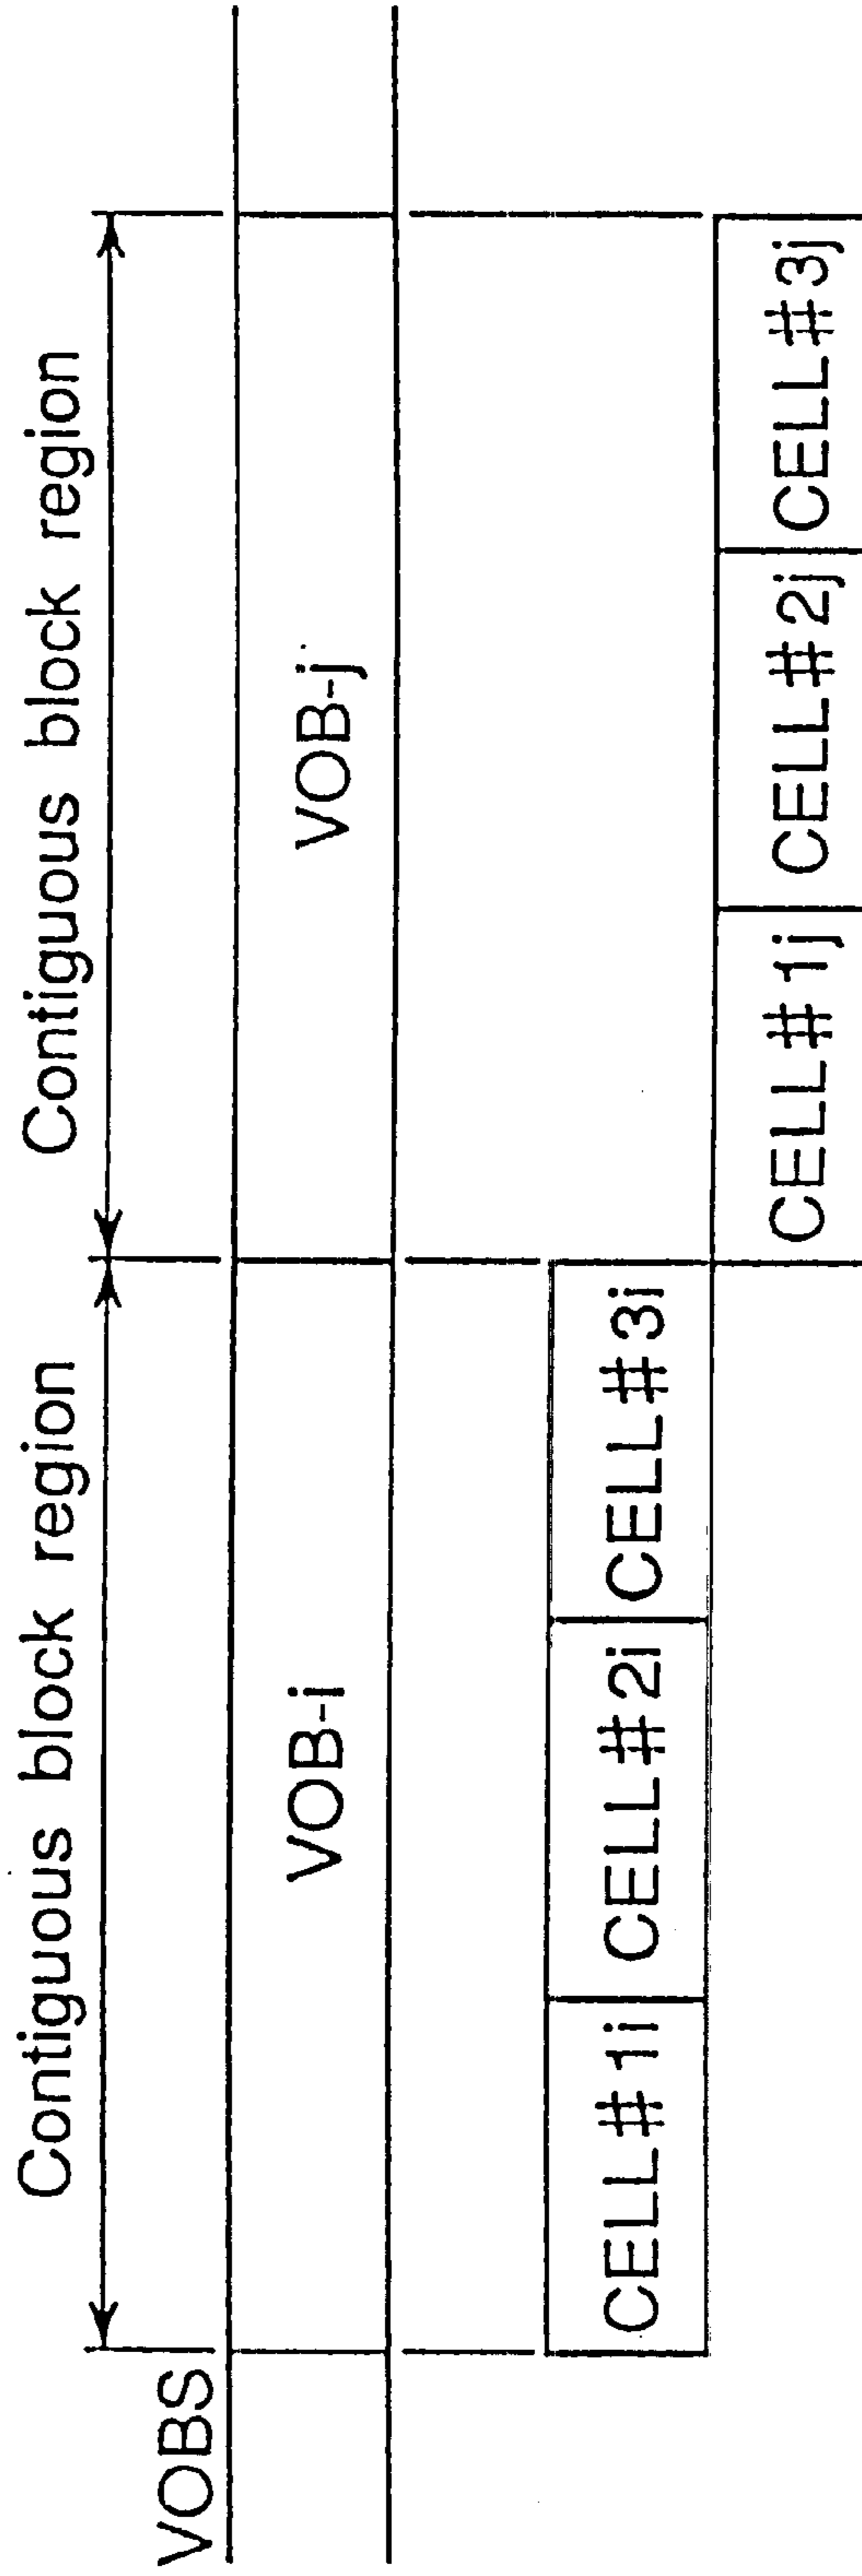 Contiguous block region
Contiguous block region
VOBS
VOB-i
VOB-j
CELL#1i
CELL#2i
CELL#3i
CELL#1j
CELL#2j
CELL#3j